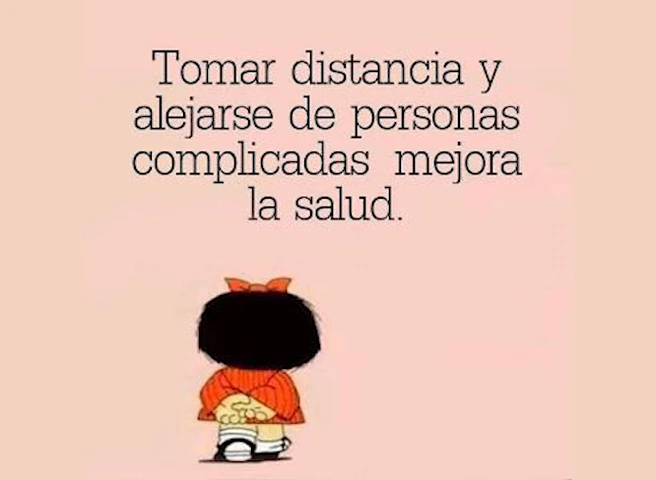 Tomar distancia y
alejarse de personas
complicadas mejora
la salud.